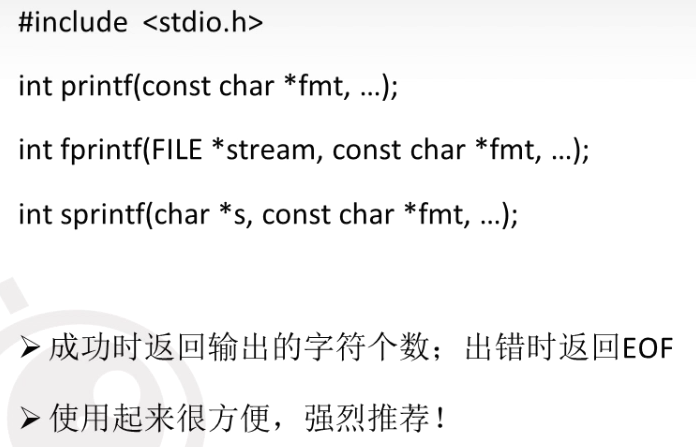 #include <stdio.h>
int printf(const char *fmt, …);
int fprintf(FILE *stream, const char *fmt, …);
int sprintf(char *s, const char *fmt, …);
➢成功时返回输出的字符个数；出错时返回EOF
➢使用起来很方便，强烈推荐！